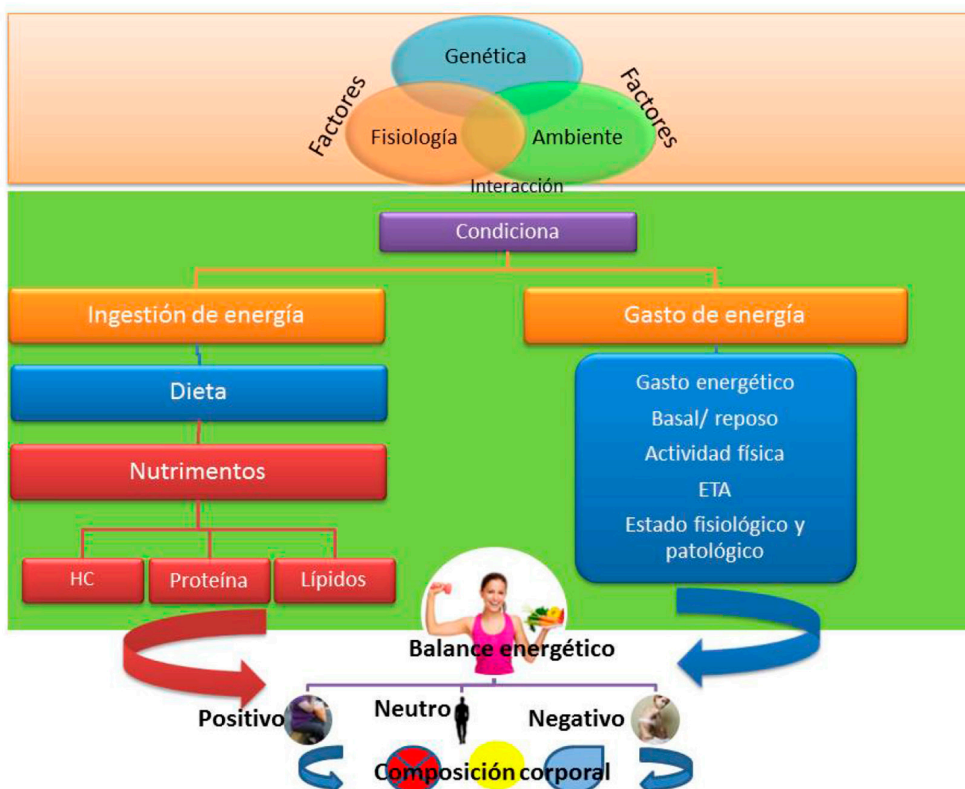 Genética
Factores
Factores
Fisiología
Ambiente
Interacción
Condiciona
Ingestión de energía
Gasto de energía
Dieta
Gasto energético
Basal/ reposo
Actividad física
ETA
Estado fisiológico y
patológico
Nutrimentos
HC
Proteína
Lípidos
Balance energético
Positivo
Neutro
Negativo
Composición corporal